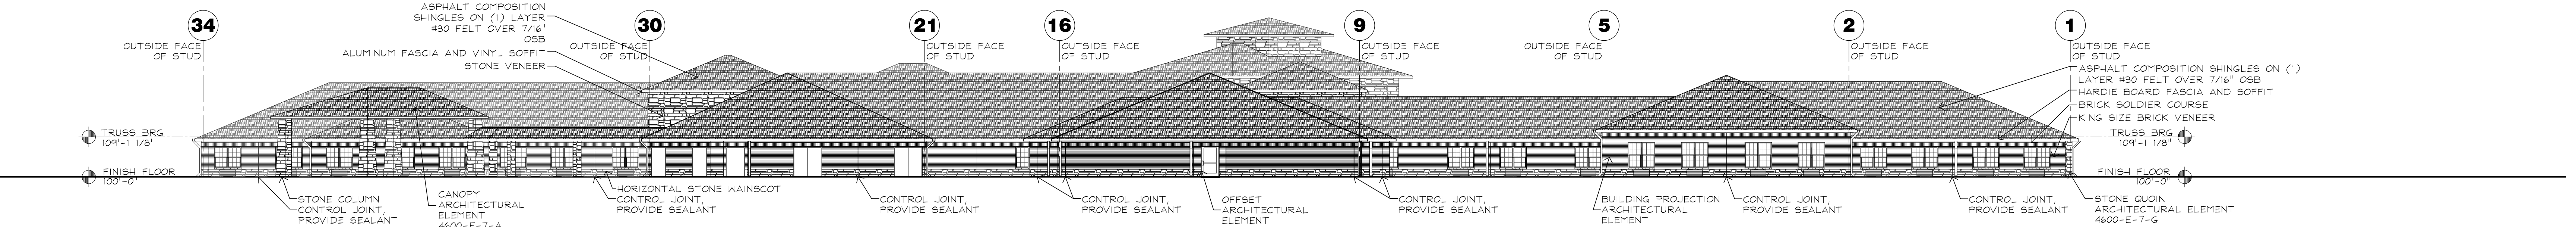 34
OUTSIDE FACE
OF STUD
ASPHALT COMPOSITION
SHINGLES ON (1) LAYER
#30 FELT OVER 7/16"
OSB
ALUMINUM FASCIA AND VINYL SOFFIT
STONE VENEER
30
OUTSIDE FACE
OF STUD
21
OUTSIDE FACE
OF STUD
16
OUTSIDE FACE
OF STUD
9
OUTSIDE FACE
OF STUD
5
OUTSIDE FACE
OF STUD
2
OUTSIDE FACE
OF STUD
1
OUTSIDE FACE
OF STUD
ASPHALT COMPOSITION SHINGLES ON (1)
LAYER #30 FELT OVER 7/16" OSB
HARDIE BOARD FASCIA AND SOFFIT
BRICK SOLDIER COURSE
KING SIZE BRICK VENEER
TRUSS BRG
109'-1 1/8"
TRUSS BRG
109'-1 1/8"
FINISH FLOOR
100'-0"
FINISH FLOOR
100'-0"
STONE COLUMN
CONTROL JOINT,
PROVIDE SEALANT
CANOPY
ARCHITECTURAL
ELEMENT
4600-E-7-A
HORIZONTAL STONE WAINSCOT
CONTROL JOINT,
PROVIDE SEALANT
CONTROL JOINT,
PROVIDE SEALANT
CONTROL JOINT,
PROVIDE SEALANT
OFFSET
ARCHITECTURAL
ELEMENT
CONTROL JOINT,
PROVIDE SEALANT
BUILDING PROJECTION
ARCHITECTURAL
ELEMENT
CONTROL JOINT,
PROVIDE SEALANT
CONTROL JOINT,
PROVIDE SEALANT
STONE QUOIN
ARCHITECTURAL ELEMENT
4600-E-7-G